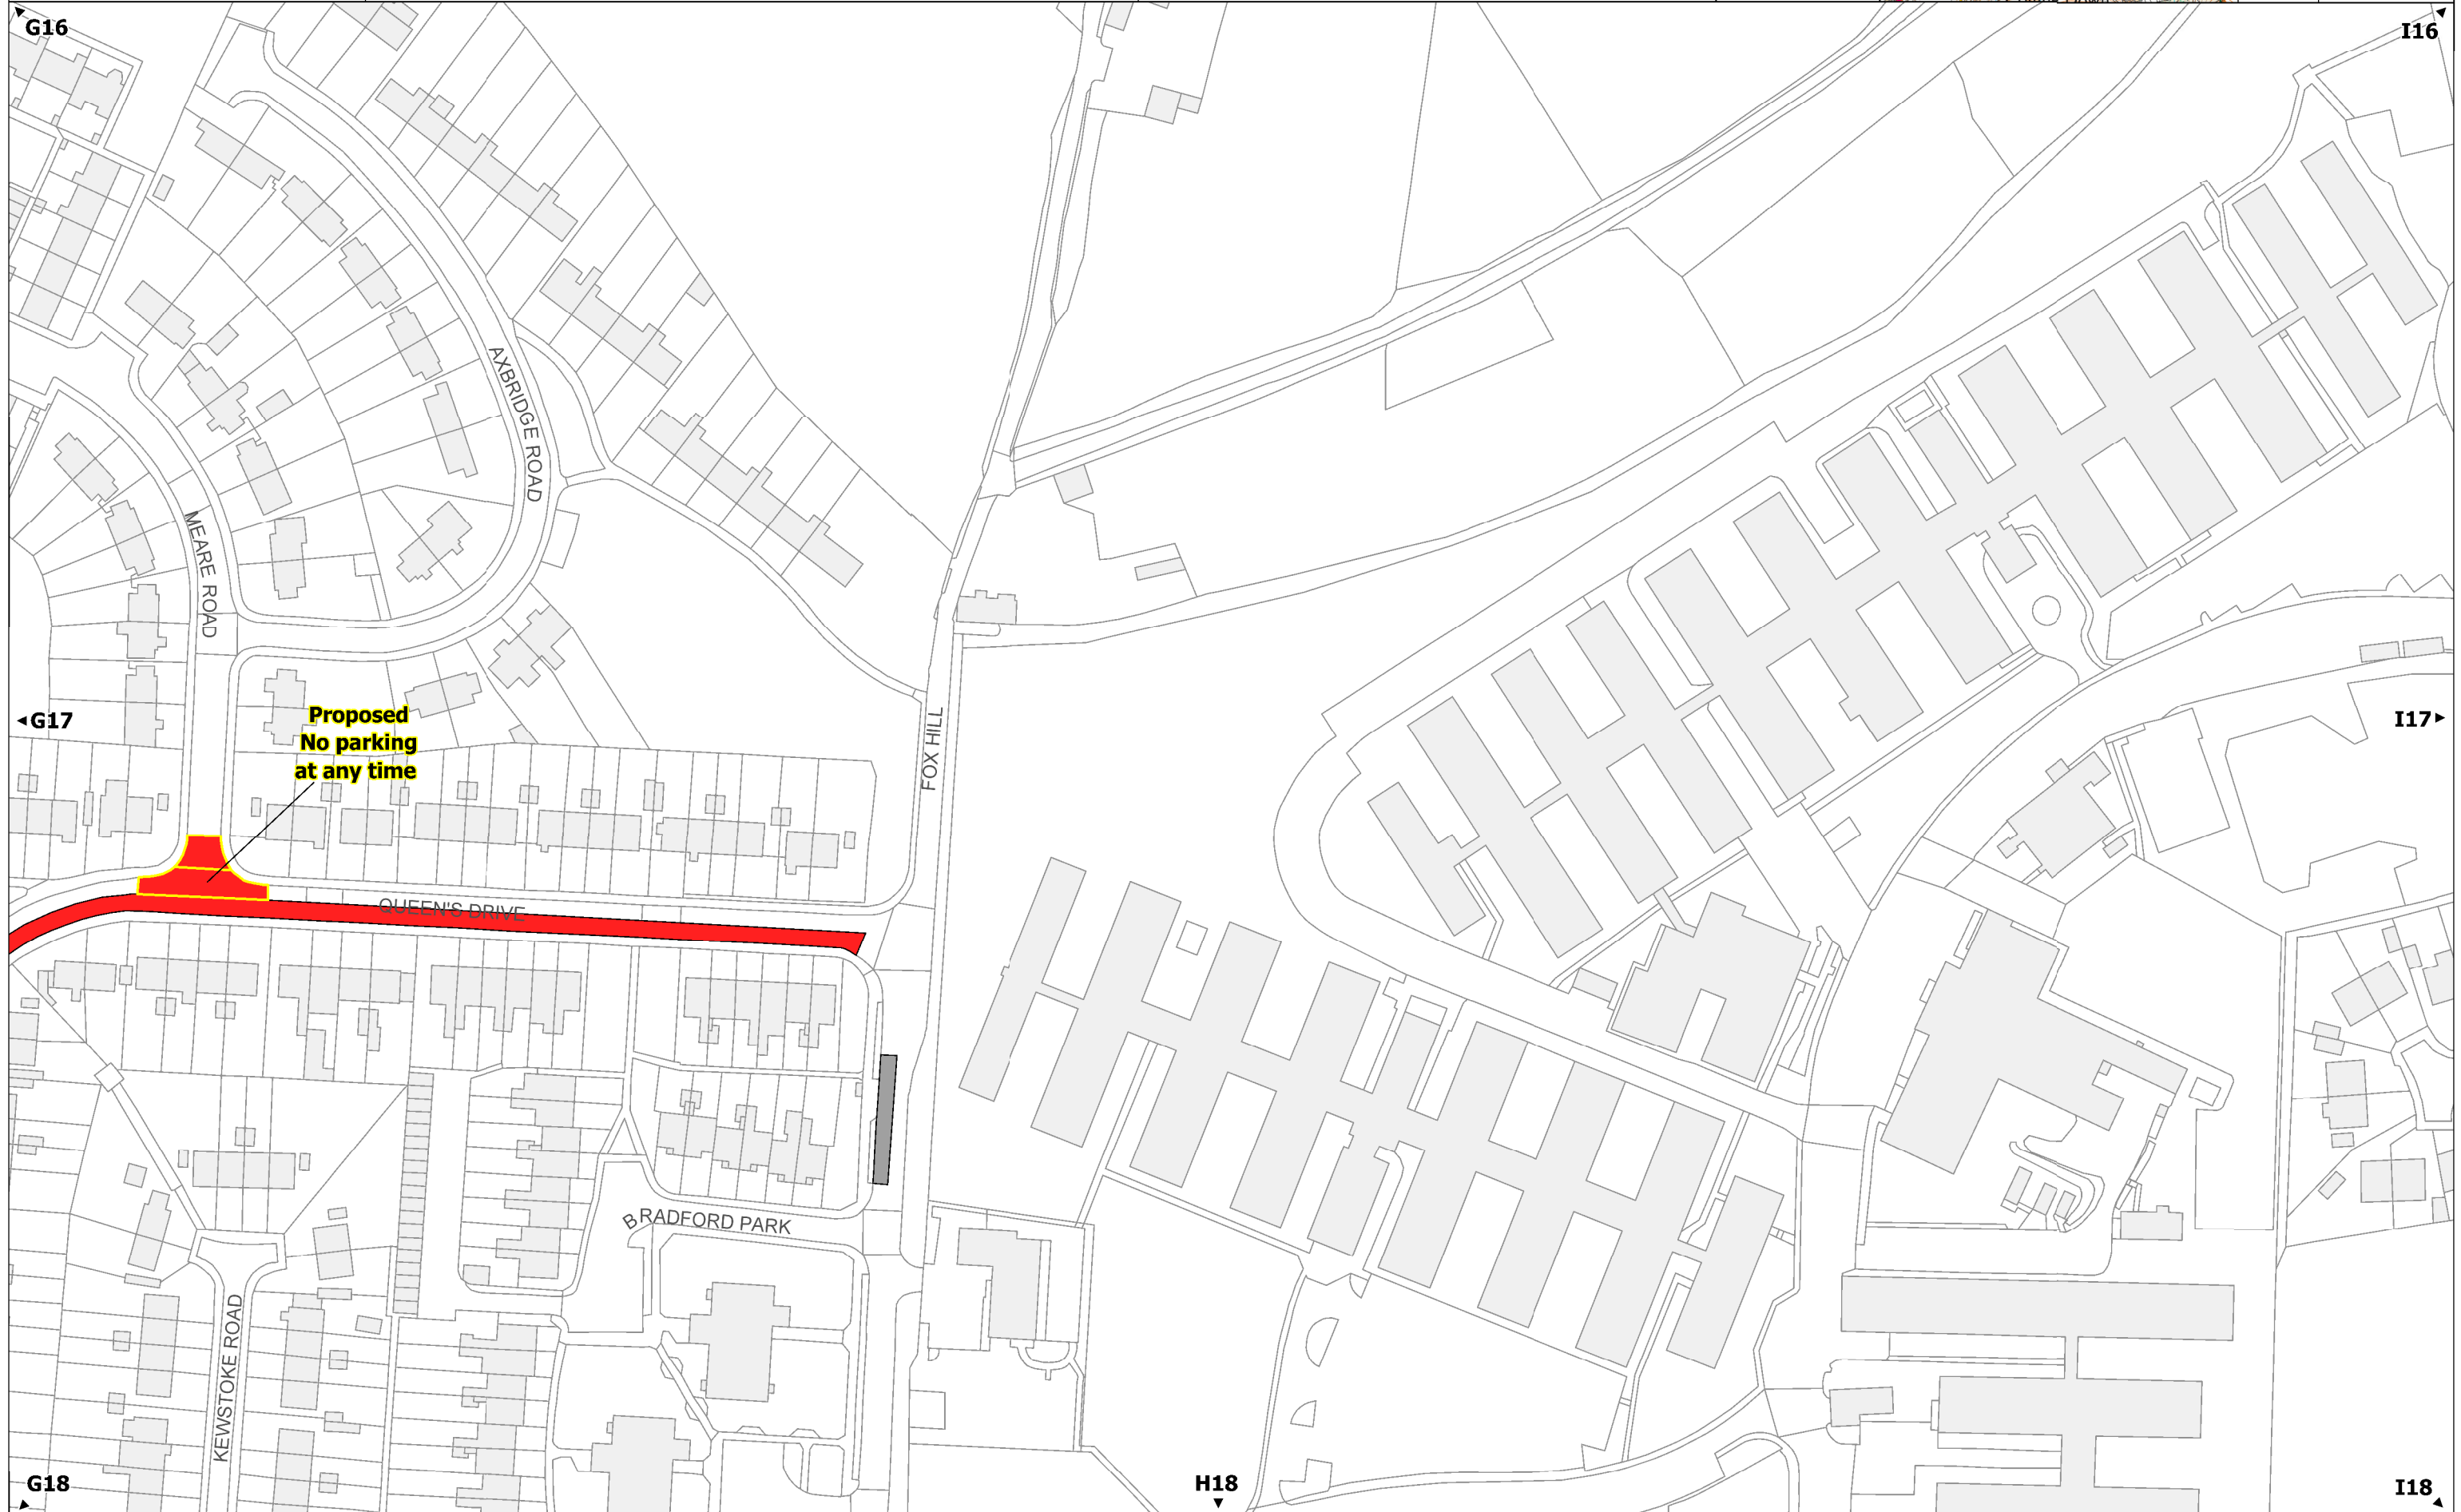 G16
I16
AXBRIDGE ROAD
MEARE ROAD
◄G17
Proposed
No parking
at any time
FOX HILL
I17►
QUEEN'S DRIVE
BRADFORD PARK
KEWSTOKE ROAD
G18
H18
I18